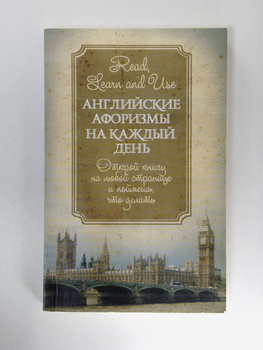 Read,
Learn and Use
АНГЛИЙСКИЕ
АФОРИЗМЫ
НА КАЖДЫЙ
ДЕНЬ
Открой книгу
на любой странице
и поймешь,
что делать